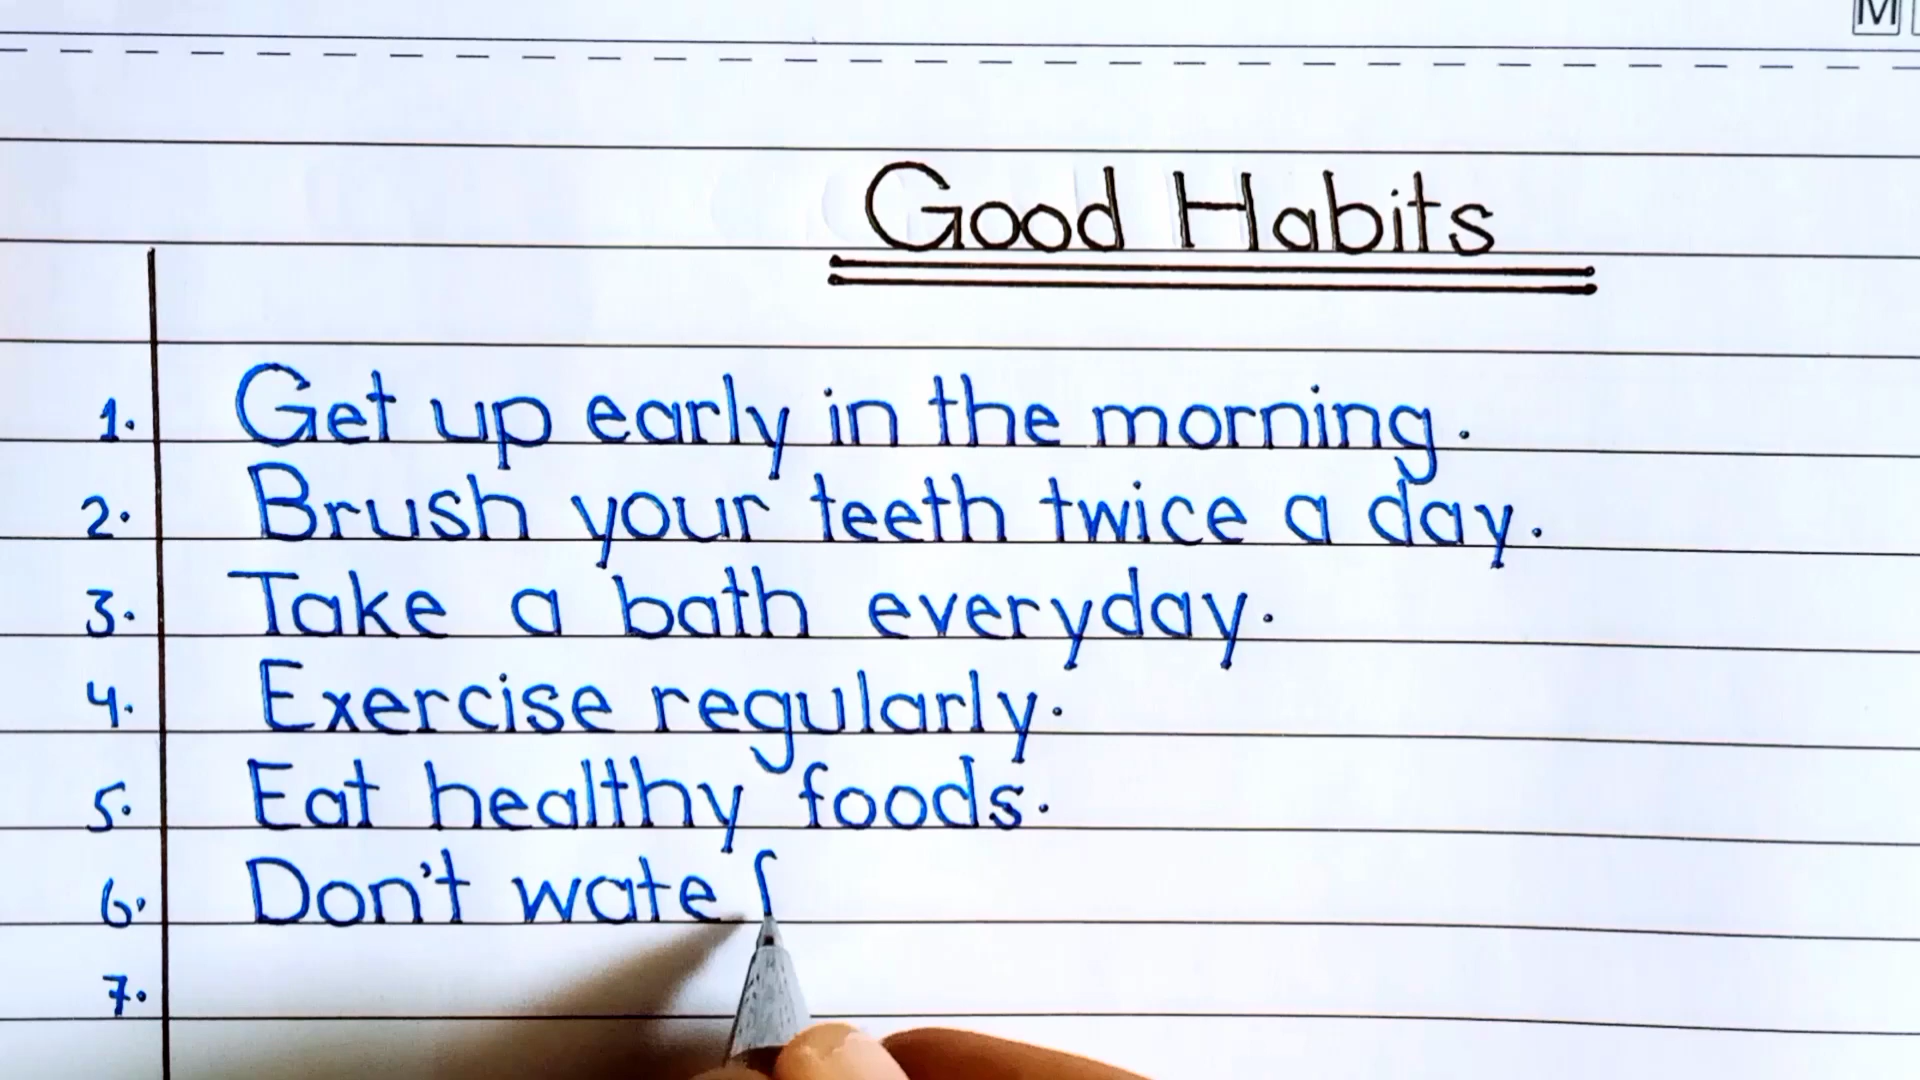 M
Good Habits
1. Get up early in the morning.
2. Brush your teeth twice a day.
3. Take a bath everyday.
4. Exercise regularly.
5. Eat healthy foods.
6. Don't wate f
7.